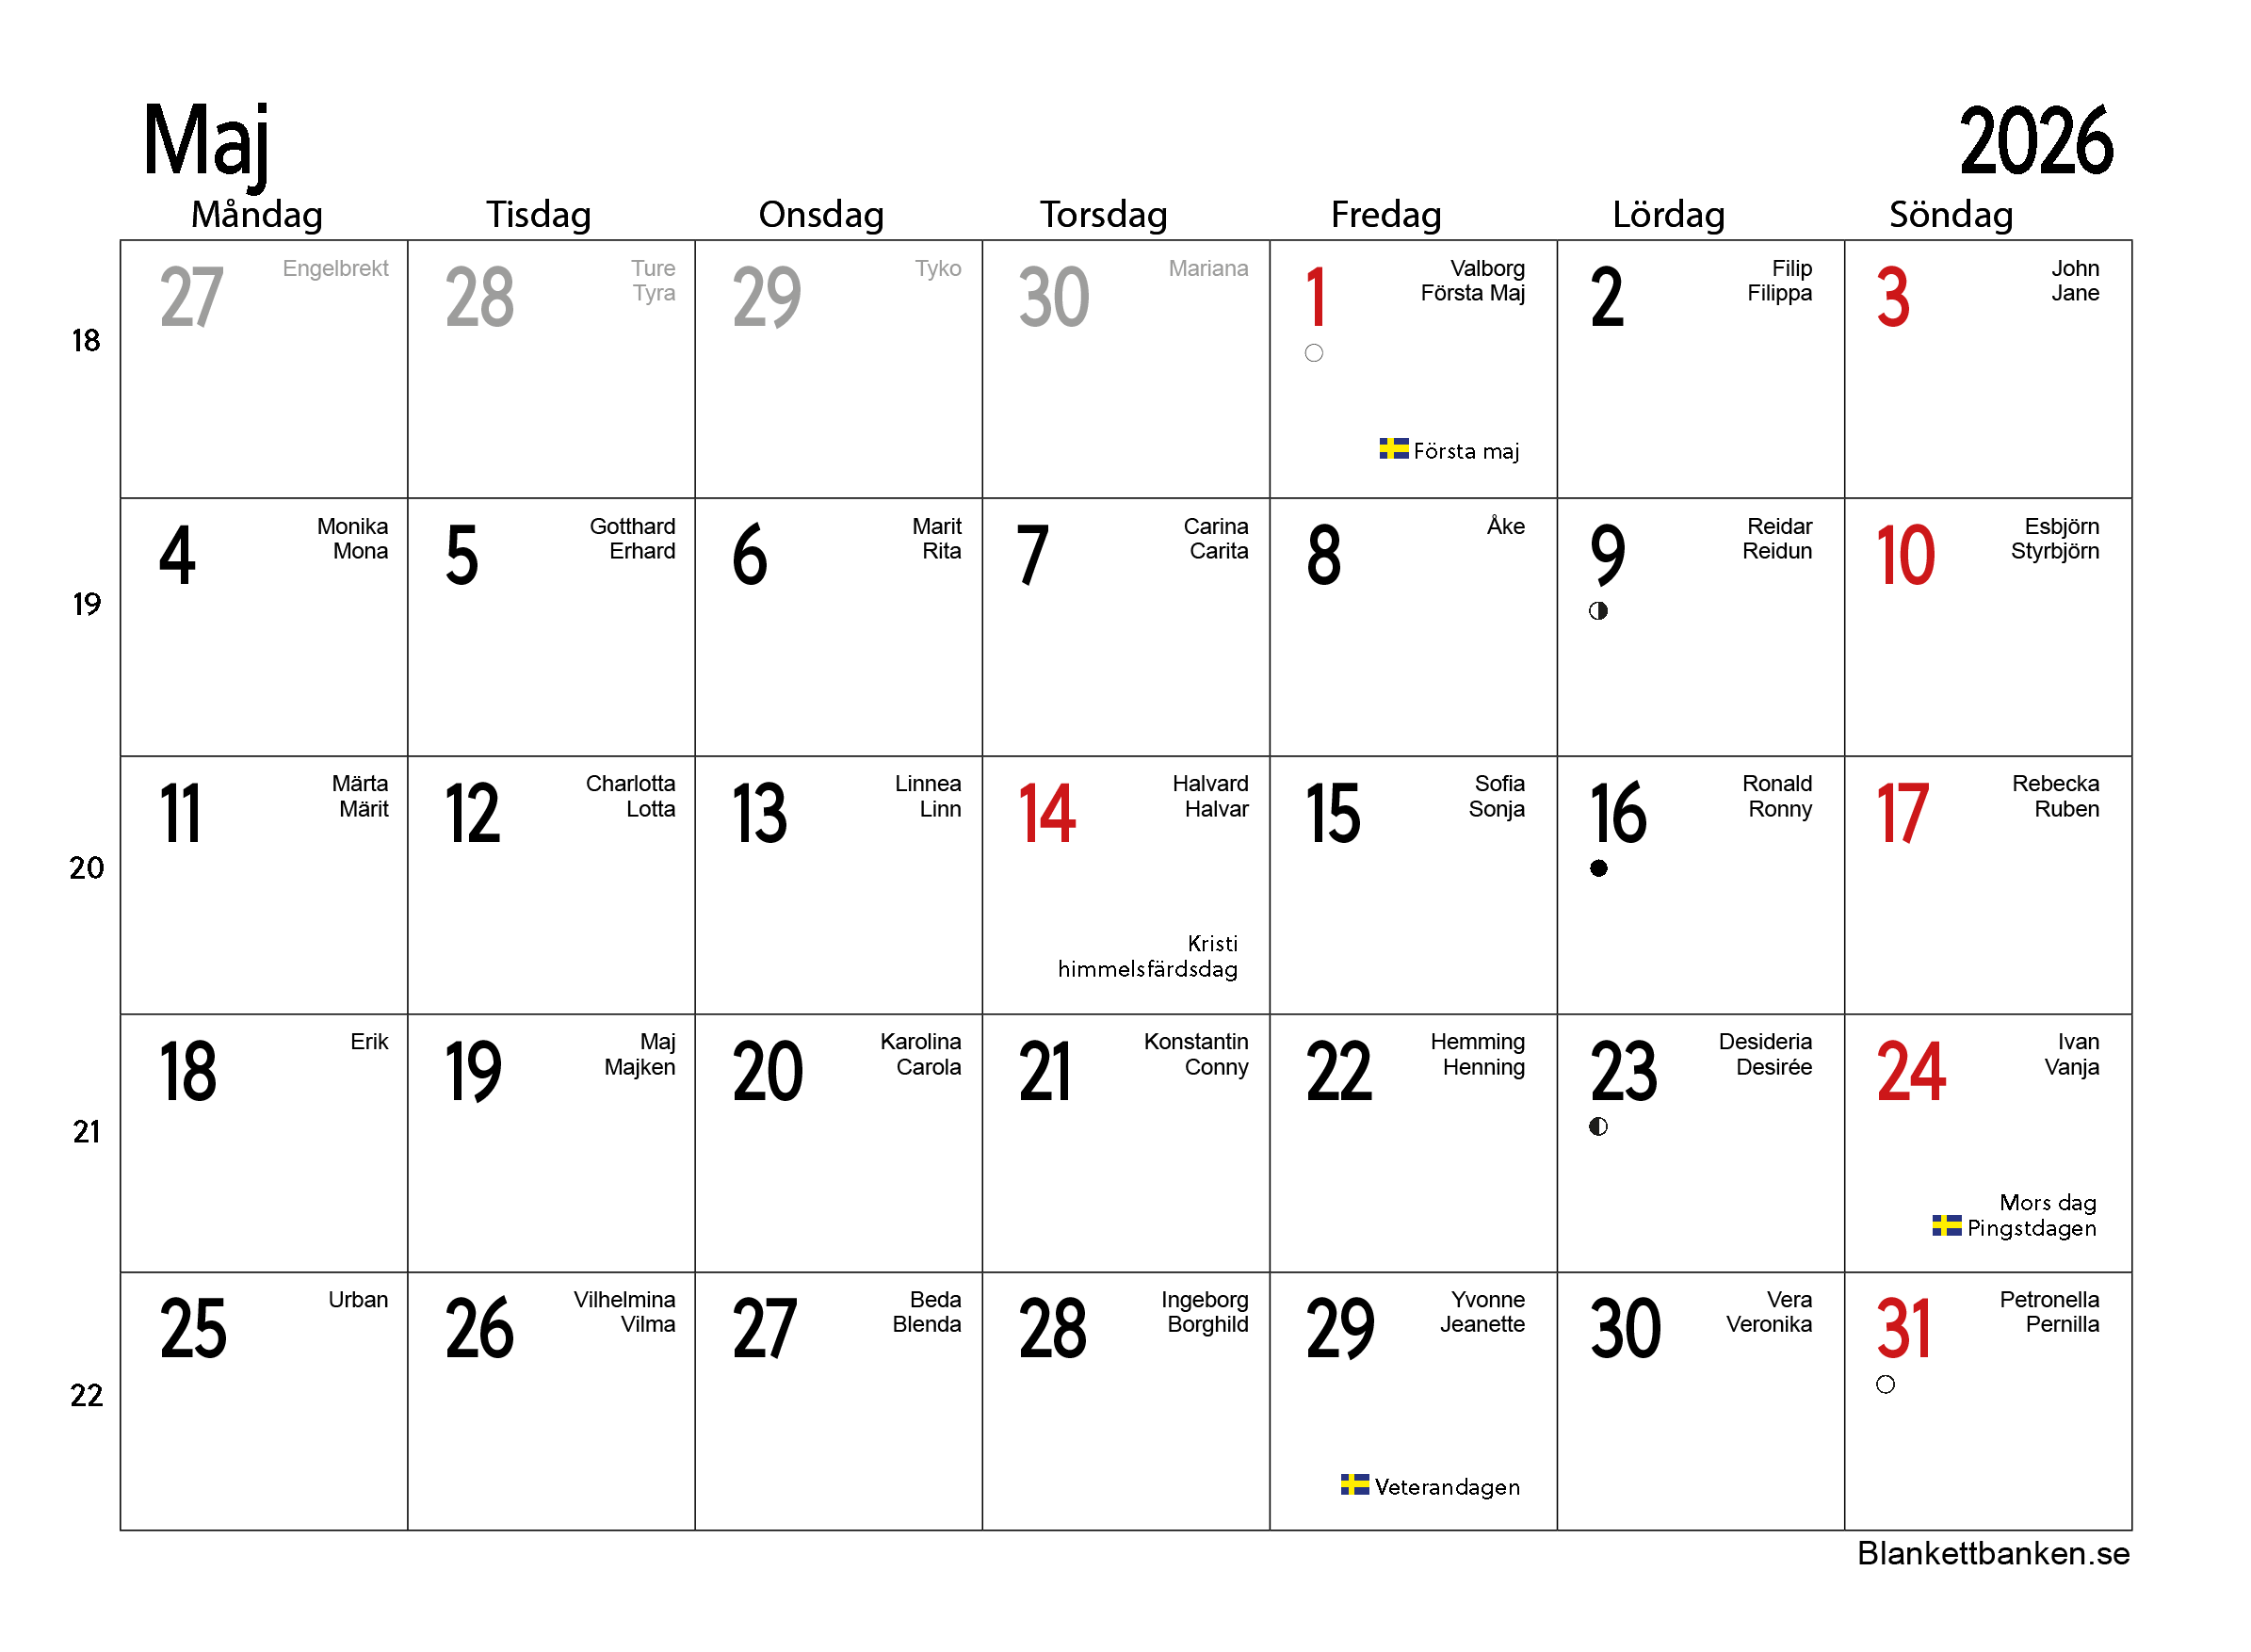 Maj 2026
Måndag Tisdag Onsdag Torsdag Fredag Lördag Söndag
18
27 Engelbrekt
28 Ture
Tyra
29 Tyko
30 Mariana
1 Valborg
Första Maj
Första maj
2 Filip
Filippa
3 John
Jane
19
4 Monika
Mona
5 Gotthard
Erhard
6 Marit
Rita
7 Carina
Carita
8 Åke
9 Reidar
Reidun
10 Esbjörn
Styrbjörn
20
11 Märta
Märit
12 Charlotta
Lotta
13 Linnea
Linn
14 Halvard
Halvar
Kristi
himmelsfärdsdag
15 Sofia
Sonja
16 Ronald
Ronny
17 Rebecka
Ruben
21
18 Erik
19 Maj
Majken
20 Karolina
Carola
21 Konstantin
Conny
22 Hemming
Henning
23 Desideria
Desirée
24 Ivan
Vanja
Mors dag
Pingstdagen
22
25 Urban
26 Vilhelmina
Vilma
27 Beda
Blenda
28 Ingeborg
Borghild
29 Yvonne
Jeanette
Veterandagen
30 Vera
Veronika
31 Petronella
Pernilla
Blankettbanken.se